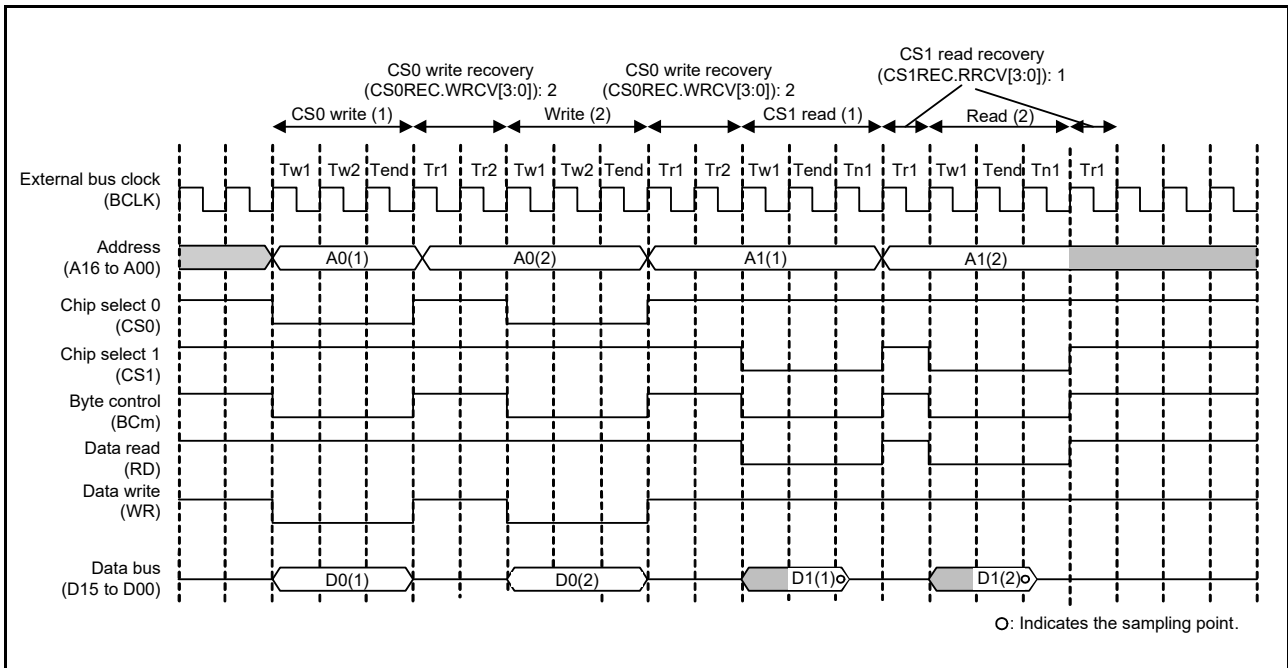 CS1 read recovery
(CS1REC.RRCV[3:0]): 1
CS0 write recovery
(CS0REC.WRCV[3:0]): 2
CS0 write recovery
(CS0REC.WRCV[3:0]): 2
CS0 write (1)
Write (2)
CS1 read (1)
Read (2)
Tw1 Tw2 Tend Tr1 Tr2 Tw1 Tw2 Tend Tr1 Tr2 Tw1 Tend Tn1 Tr1 Tw1 Tend Tn1 Tr1
External bus clock
(BCLK)
Address
(A16 to A00)
A0(1) A0(2) A1(1) A1(2)
Chip select 0
(CS0)
Chip select 1
(CS1)
Byte control
(BCm)
Data read
(RD)
Data write
(WR)
Data bus
(D15 to D00)
D0(1) D0(2) D1(1) D1(2)
O: Indicates the sampling point.